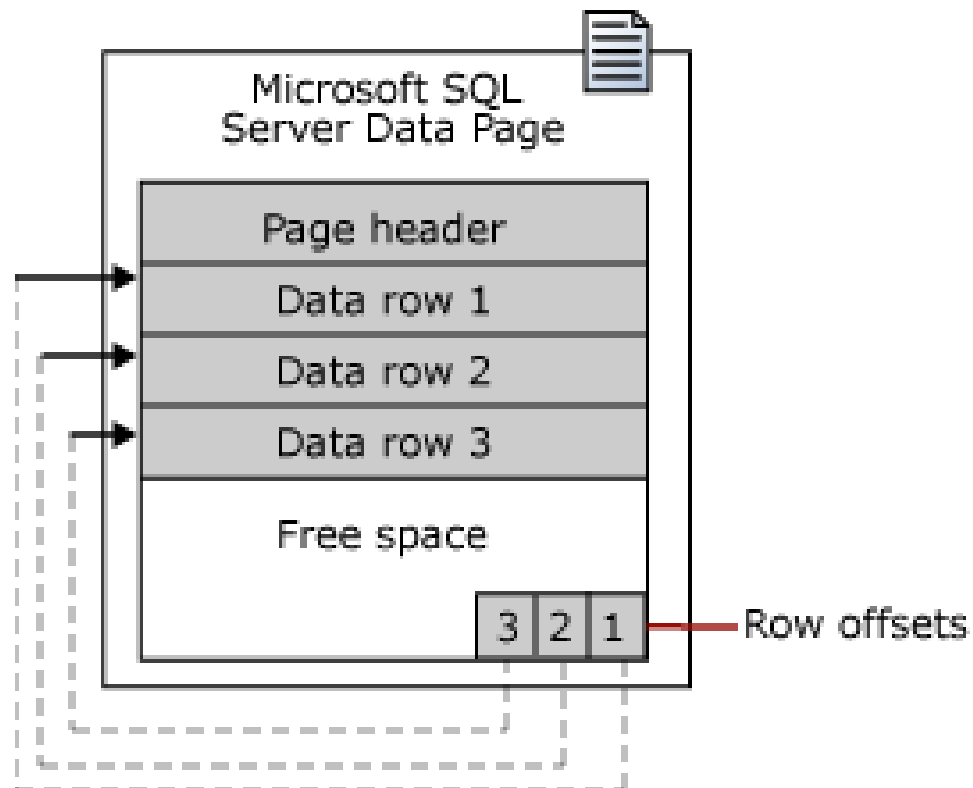 Microsoft SQL
Server Data Page
Page header
Data row 1
Data row 2
Data row 3
Free space
3 2 1
Row offsets